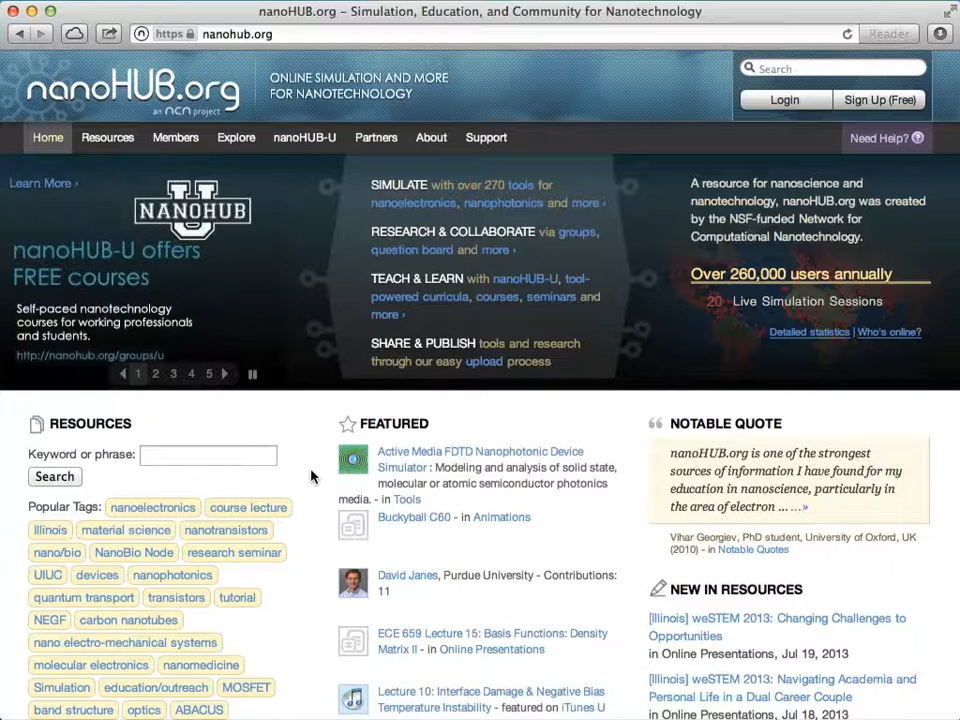 nanoHUB.org – Simulation, Education, and Community for Nanotechnology
https nanohub.org Reader
nanoHUB.org
an ncn project
ONLINE SIMULATION AND MORE
FOR NANOTECHNOLOGY
Search
Login Sign Up (Free)
Home Resources Members Explore nanoHUB-U Partners About Support Need Help? ?
Learn More ›
U
NANOHUB
nanoHUB-U offers
FREE courses
Self-paced nanotechnology
courses for working professionals
and students.
http://nanohub.org/groups/u
1 2 3 4 5
SIMULATE with over 270 tools for
nanoelectronics, nanophotonics and more ›
RESEARCH & COLLABORATE via groups,
question board and more ›
TEACH & LEARN with nanoHUB-U, tool-
powered curricula, courses, seminars and
more ›
SHARE & PUBLISH tools and research
through our easy upload process
A resource for nanoscience and
nanotechnology, nanoHUB.org was created
by the NSF-funded Network for
Computational Nanotechnology.
Over 260,000 users annually
20 Live Simulation Sessions
Detailed statistics | Who's online?
RESOURCES
Keyword or phrase:
Search
Popular Tags: nanoelectronics course lecture
Illinois material science nanotransistors
nano/bio NanoBio Node research seminar
UIUC devices nanophotonics
quantum transport transistors tutorial
NEGF carbon nanotubes
nano electro-mechanical systems
molecular electronics nanomedicine
Simulation education/outreach MOSFET
band structure optics ABACUS
FEATURED
Active Media FDTD Nanophotonic Device
Simulator : Modeling and analysis of solid state,
molecular or atomic semiconductor photonics
media. - in Tools
Buckyball C60 - in Animations
David Janes, Purdue University - Contributions:
11
ECE 659 Lecture 15: Basis Functions: Density
Matrix II - in Online Presentations
Lecture 10: Interface Damage & Negative Bias
Temperature Instability - featured on iTunes U
NOTABLE QUOTE
nanoHUB.org is one of the strongest
sources of information I have found for my
education in nanoscience, particularly in
the area of electron ... ...»
Vihar Georgiev, PhD student, University of Oxford, UK
(2010) - in Notable Quotes
NEW IN RESOURCES
[Illinois] weSTEM 2013: Changing Challenges to
Opportunities
in Online Presentations, Jul 19, 2013
[Illinois] weSTEM 2013: Navigating Academia and
Personal Life in a Dual Career Couple
in Online Presentations, Jul 18, 2013